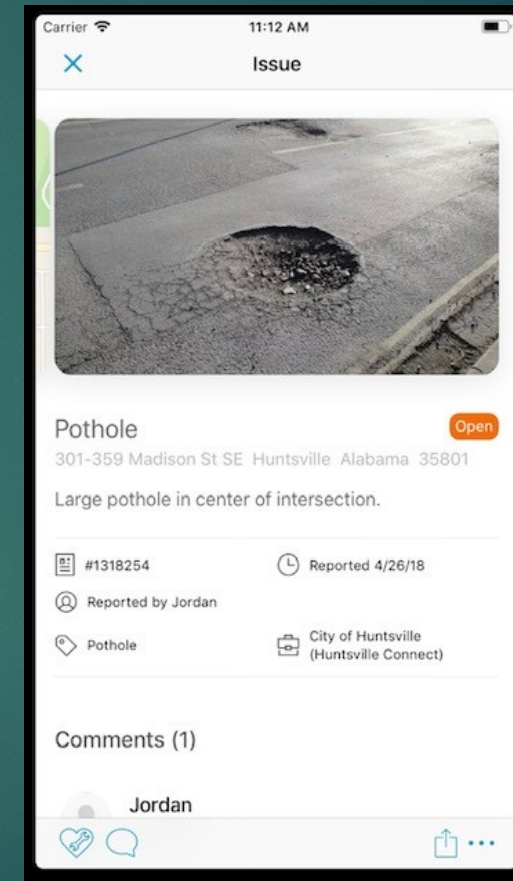 Carrier 11:12 AM
Issue
Pothole Open
301-359 Madison St SE Huntsville Alabama 35801
Large pothole in center of intersection.
#1318254 Reported 4/26/18
Reported by Jordan
Pothole City of Huntsville
(Huntsville Connect)
Comments (1)
Jordan